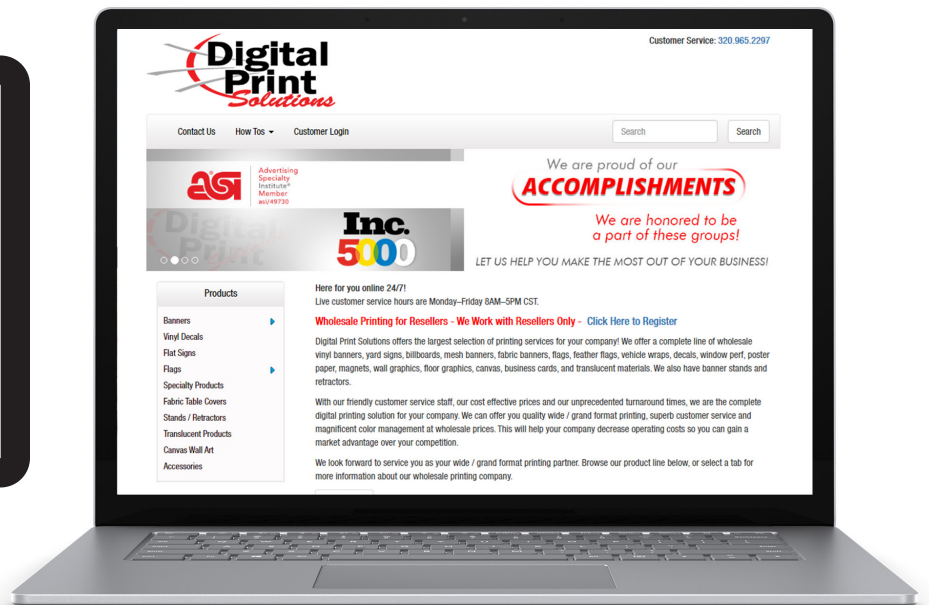 Digital
Print
Solutions
Customer Service: 320.965.2297
Contact Us How Tos Customer Login Search Search
ASI
Advertising
Specialty
Institute®
Member
asi/49730
Digital
Print
Inc.
5000
We are proud of our
ACCOMPLISHMENTS
We are honored to be
a part of these groups!
LET US HELP YOU MAKE THE MOST OUT OF YOUR BUSINESS!
Products
Banners
Vinyl Decals
Flat Signs
Flags
Specialty Products
Fabric Table Covers
Stands / Retractors
Translucent Products
Canvas Wall Art
Accessories
Here for you online 24/7!
Live customer service hours are Monday–Friday 8AM–5PM CST.
Wholesale Printing for Resellers - We Work with Resellers Only - Click Here to Register
Digital Print Solutions offers the largest selection of printing services for your company! We offer a complete line of wholesale
vinyl banners, yard signs, billboards, mesh banners, fabric banners, flags, feather flags, vehicle wraps, decals, window perf, poster
paper, magnets, wall graphics, floor graphics, canvas, business cards, and translucent materials. We also have banner stands and
retractors.
With our friendly customer service staff, our cost effective prices and our unprecedented turnaround times, we are the complete
digital printing solution for your company. We can offer you quality wide / grand format printing, superb customer service and
magnificent color management at wholesale prices. This will help your company decrease operating costs so you can gain a
market advantage over your competition.
We look forward to service you as your wide / grand format printing partner. Browse our product line below, or select a tab for
more information about our wholesale printing company.